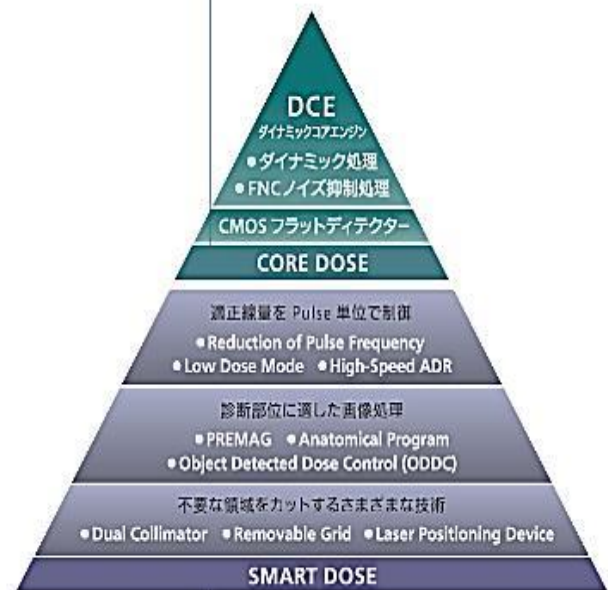 DCE
ダイナミックコアエンジン
●ダイナミック処理
●FNCノイズ抑制処理
CMOSフラットディテクター
CORE DOSE
適正線量を Pulse 単位で制御
●Reduction of Pulse Frequency
●Low Dose Mode ●High-Speed ADR
診断部位に適した画像処理
●PREMAG ●Anatomical Program
●Object Detected Dose Control (ODDC)
不要な領域をカットするさまざまな技術
●Dual Collimator ●Removable Grid ●Laser Positioning Device
SMART DOSE